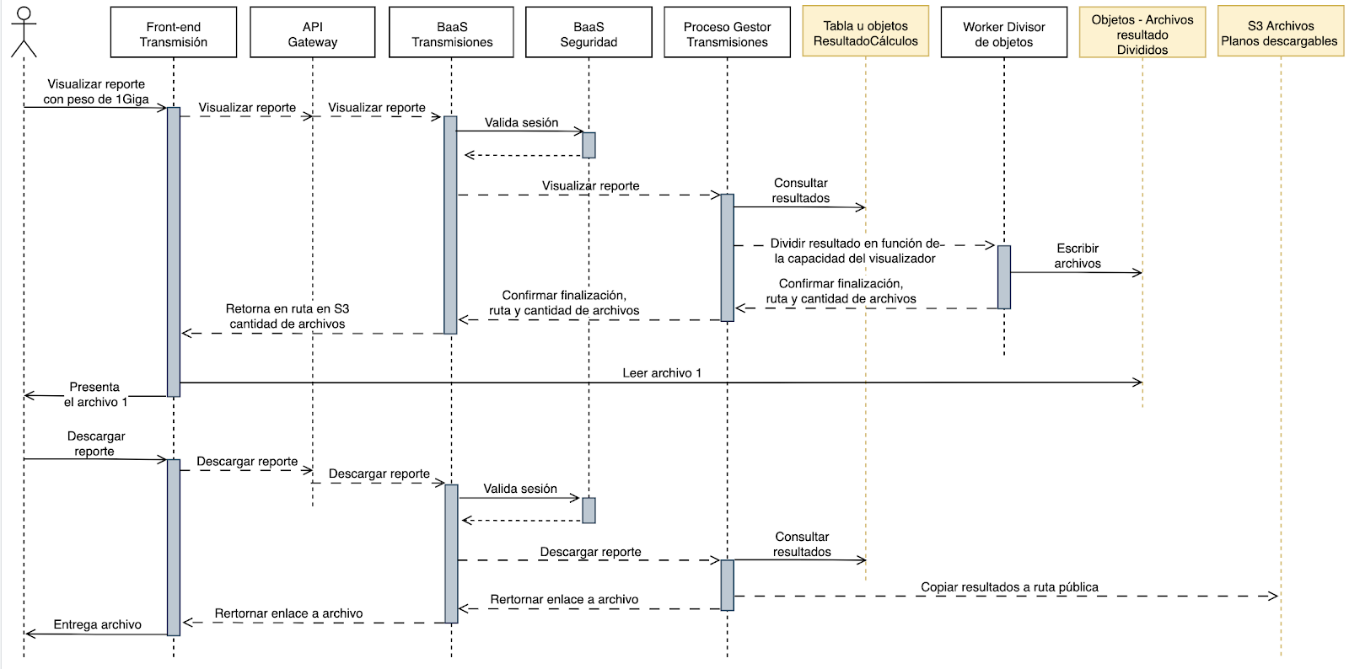 Front-end
Transmisión
API
Gateway
BaaS
Transmisiones
BaaS
Seguridad
Proceso Gestor
Transmisiones
Tabla u objetos
ResultadoCálculos
Worker Divisor
de objetos
Objetos - Archivos
resultado
Divididos
S3 Archivos
Planos descargables
Visualizar reporte
con peso de 1Giga
Visualizar reporte
Visualizar reporte
Valida sesión
Visualizar reporte
Consultar
resultados
Dividir resultado en función de
la capacidad del visualizador
Escribir
archivos
Confirmar finalización,
ruta y cantidad de archivos
Confirmar finalización,
ruta y cantidad de archivos
Retorna en ruta en S3
cantidad de archivos
Leer archivo 1
Presenta
el archivo 1
Descargar
reporte
Descargar reporte
Descargar reporte
Valida sesión
Descargar reporte
Consultar
resultados
Copiar resultados a ruta pública
Rertornar enlace a archivo
Rertornar enlace a archivo
Entrega archivo